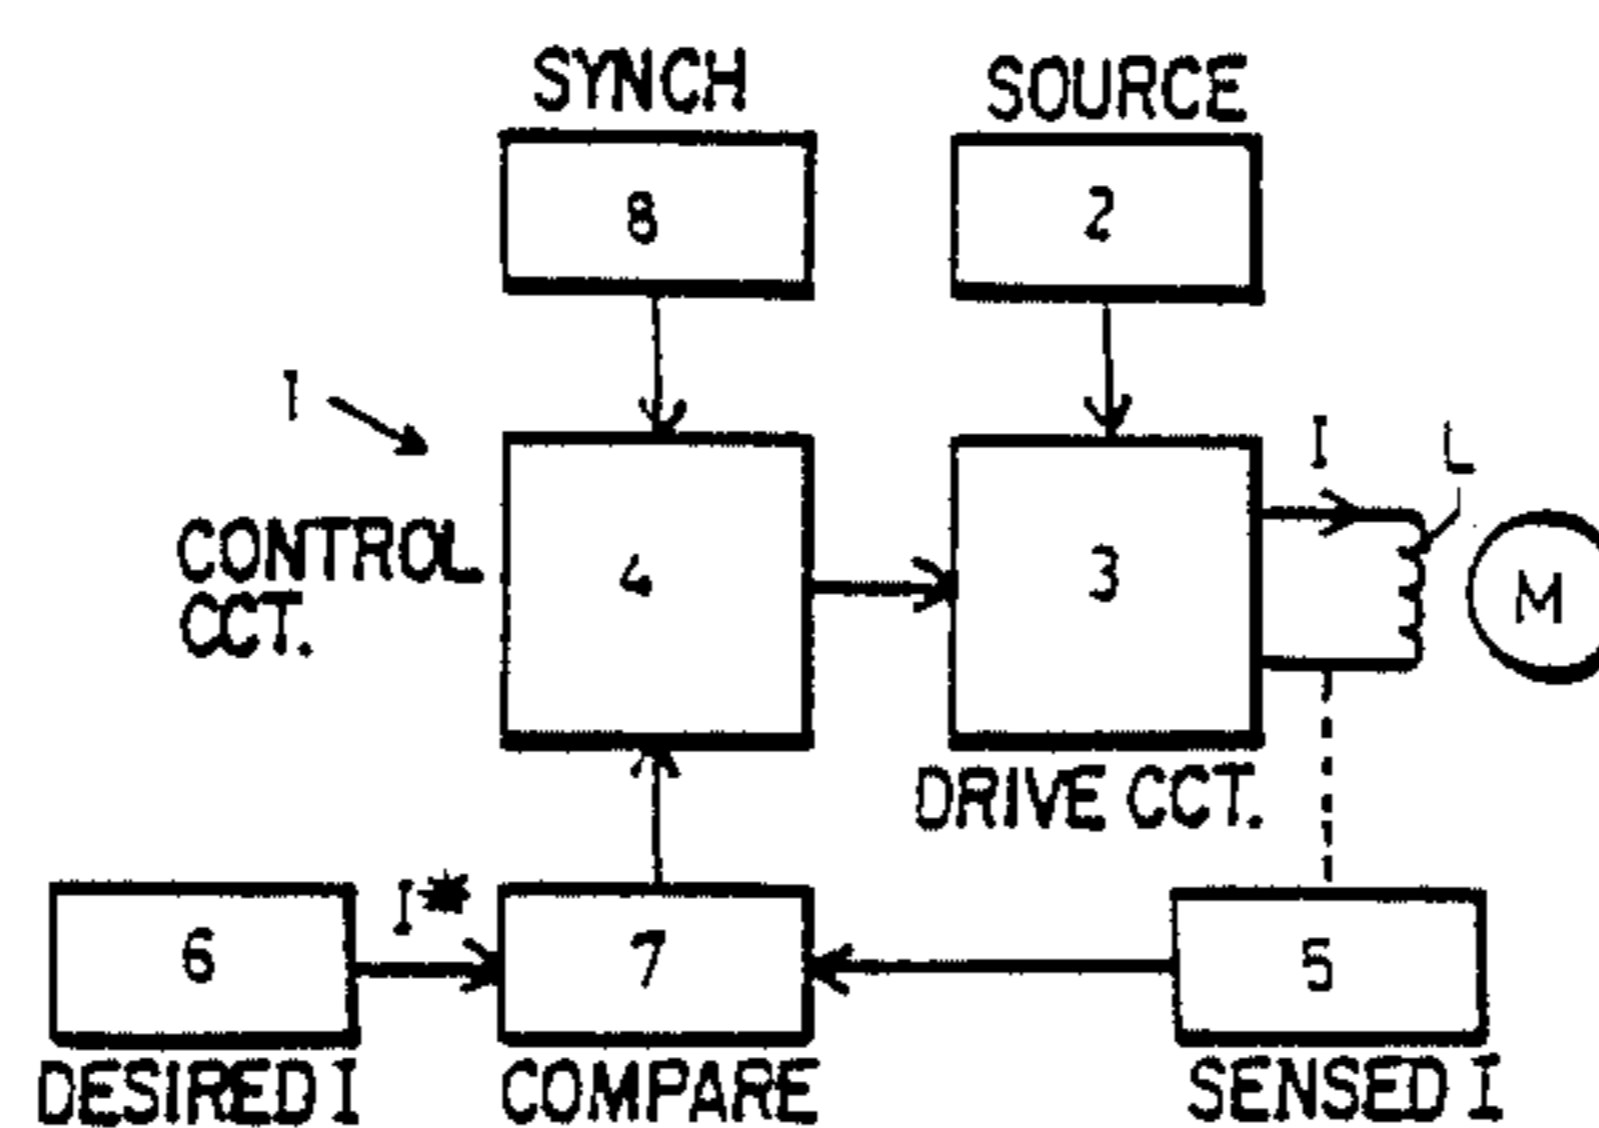 SYNCH
SOURCE
8
2
1
I
L
CONTROL
CCT.
4
3
M
DRIVE CCT.
I*
6
7
5
DESIRED I
COMPARE
SENSED I